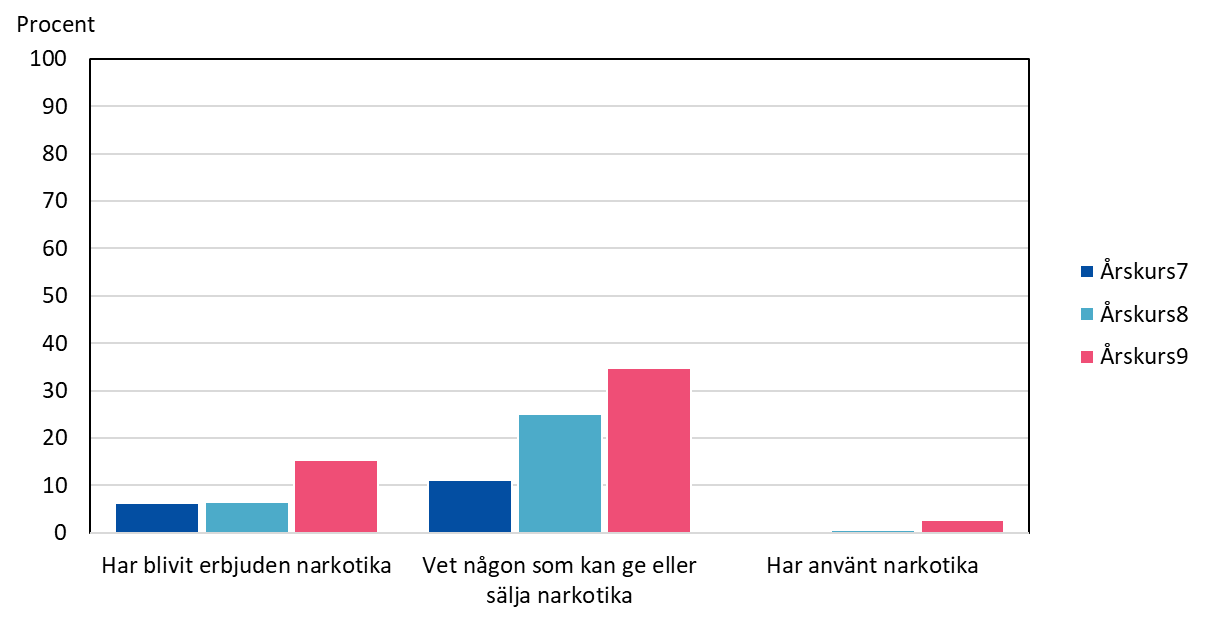 Procent
100
90
80
70
60
50
40
30
20
10
0
Har blivit erbjuden narkotika
Vet någon som kan ge eller
sälja narkotika
Har använt narkotika
Årskurs7
Årskurs8
Årskurs9